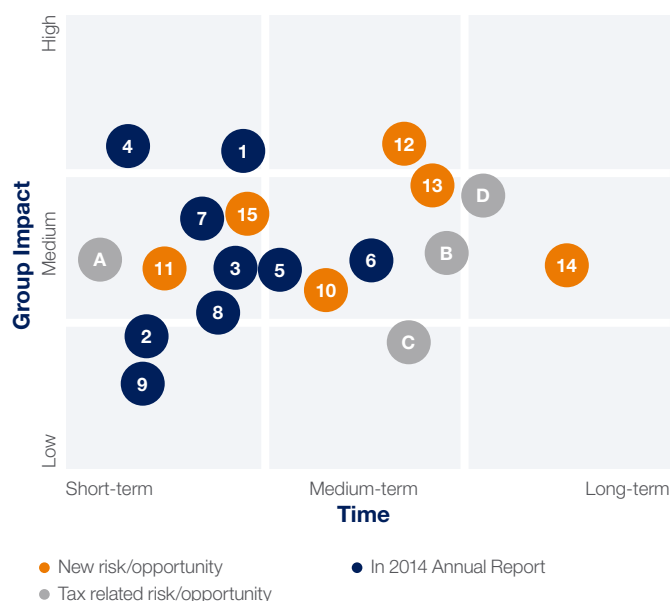 High
4
1
12
13
D
7
15
Medium
Group Impact
A
11
3
5
6
B
14
10
8
2
C
9
Low
Short-term
Medium-term
Long-term
Time
New risk/opportunity
In 2014 Annual Report
Tax related risk/opportunity